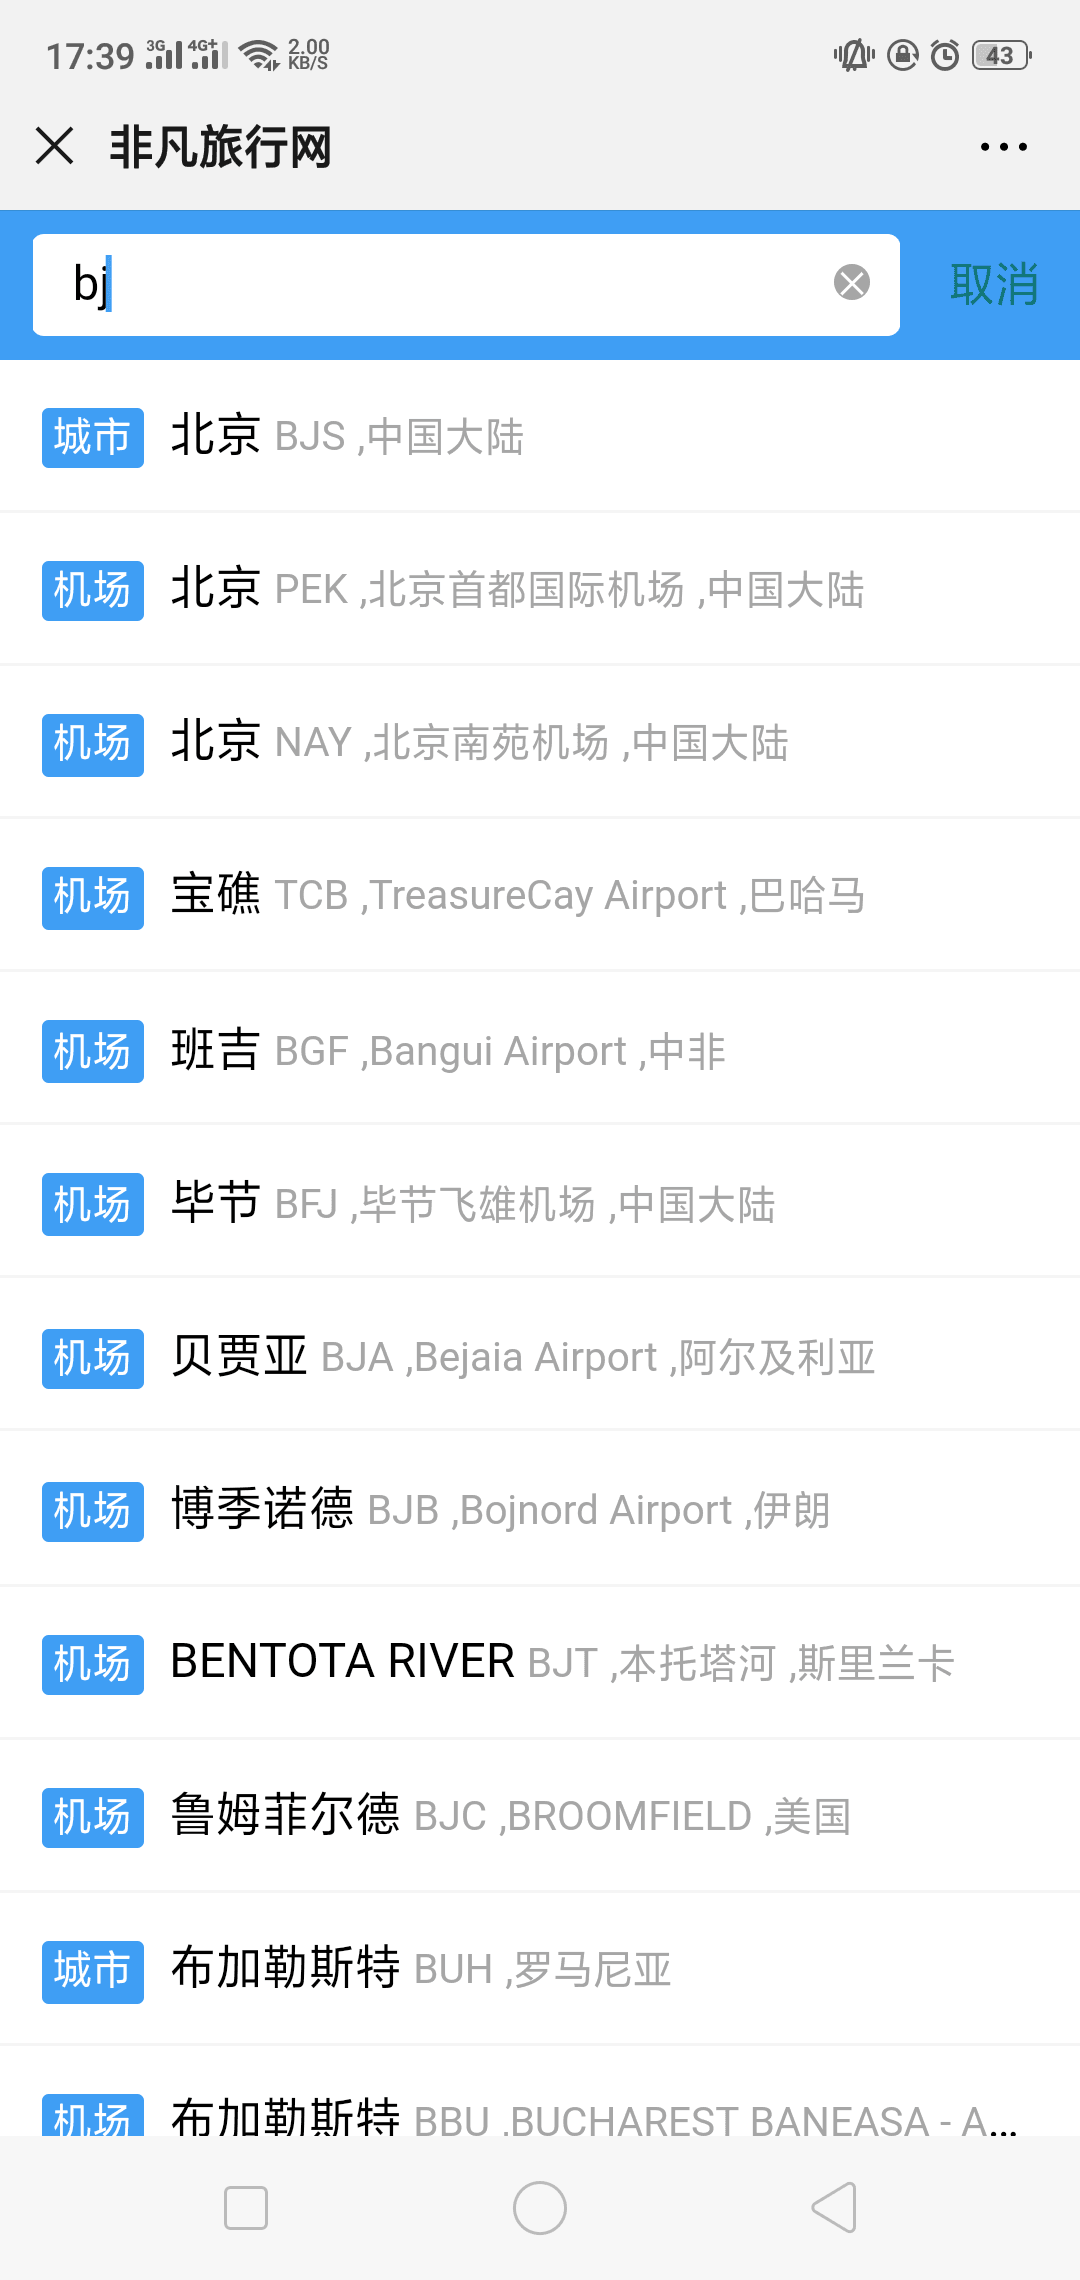 17:39 3G 4G+ 2.00 KB/S 43
非凡旅行网
bj 取消
城市 北京 BJS ,中国大陆
机场 北京 PEK ,北京首都国际机场 ,中国大陆
机场 北京 NAY ,北京南苑机场 ,中国大陆
机场 宝礁 TCB ,TreasureCay Airport ,巴哈马
机场 班吉 BGF ,Bangui Airport ,中非
机场 毕节 BFJ ,毕节飞雄机场 ,中国大陆
机场 贝贾亚 BJA ,Bejaia Airport ,阿尔及利亚
机场 博季诺德 BJB ,Bojnord Airport ,伊朗
机场 BENTOTA RIVER BJT ,本托塔河 ,斯里兰卡
机场 鲁姆菲尔德 BJC ,BROOMFIELD ,美国
城市 布加勒斯特 BUH ,罗马尼亚
机场 布加勒斯特 BBU ,BUCHAREST BANEASA - A...